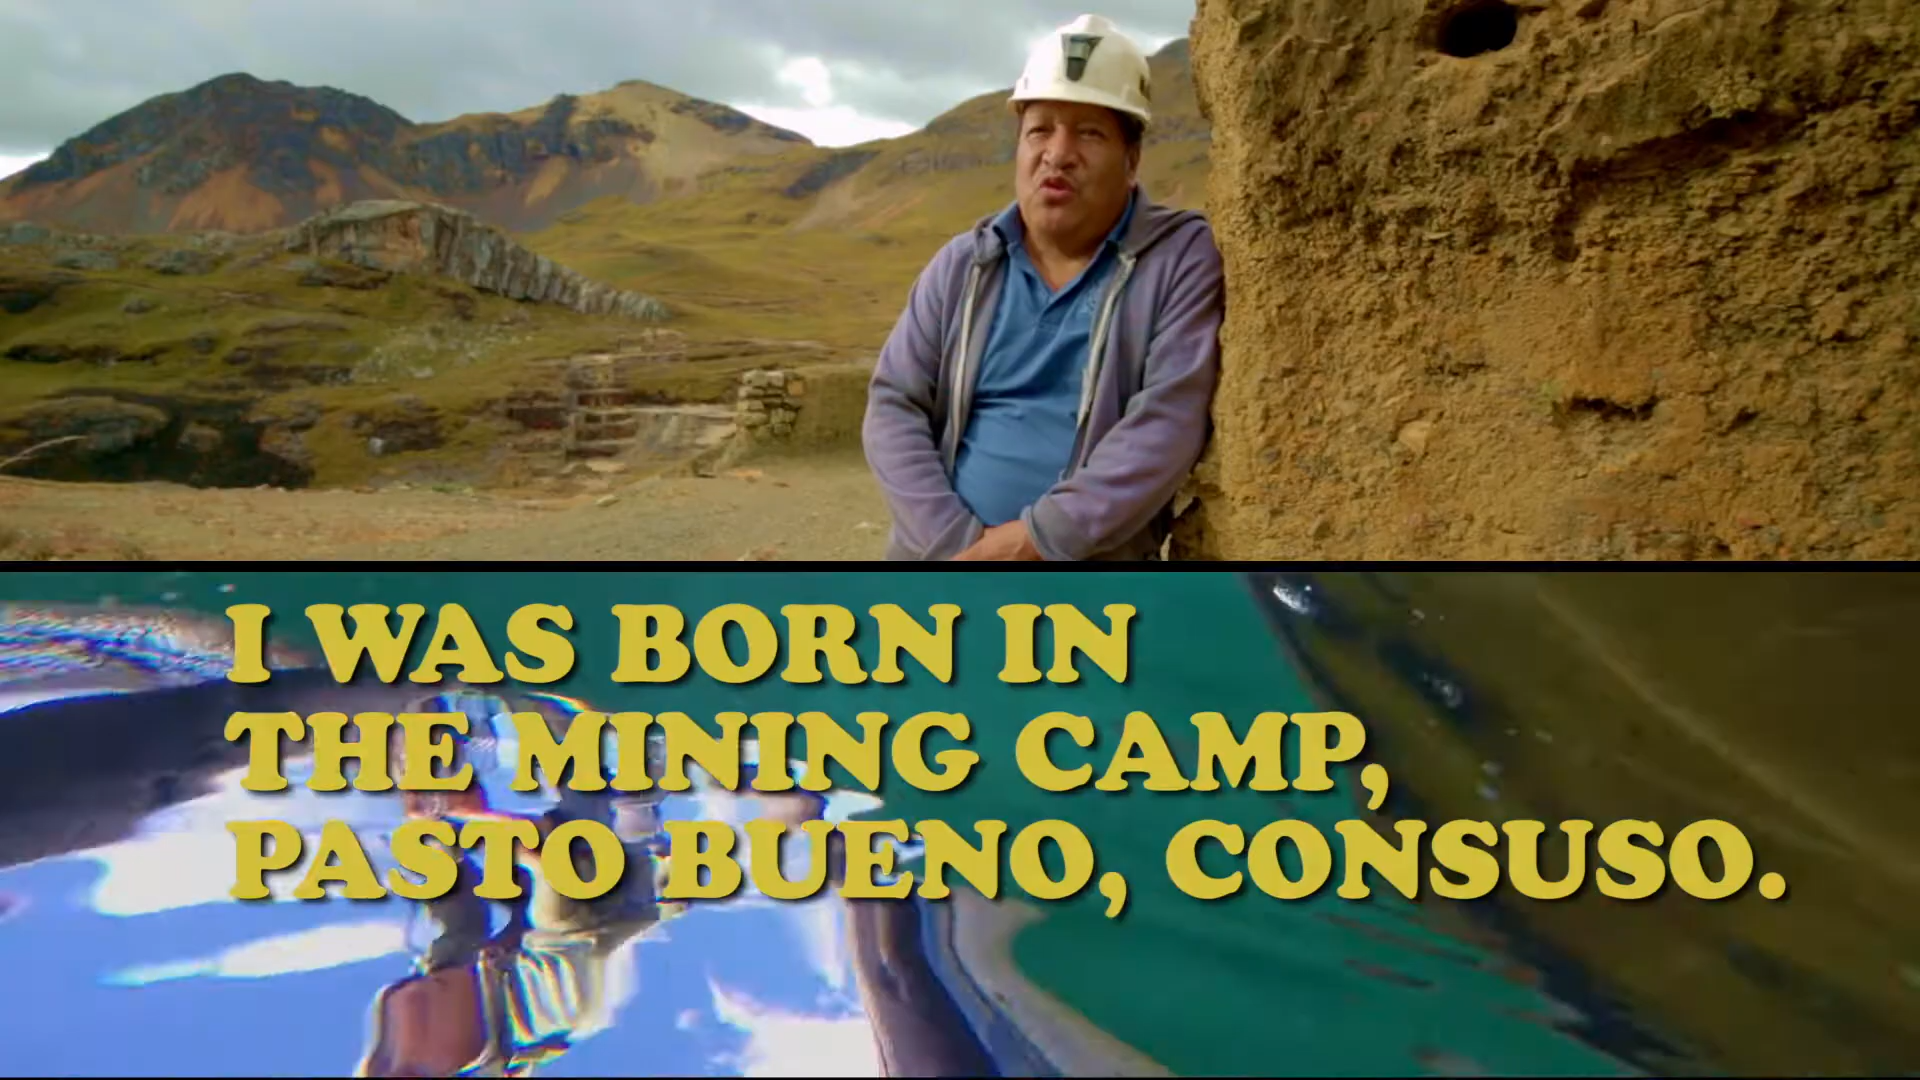 I WAS BORN IN
THE MINING CAMP,
PASTO BUENO, CONSUSO.